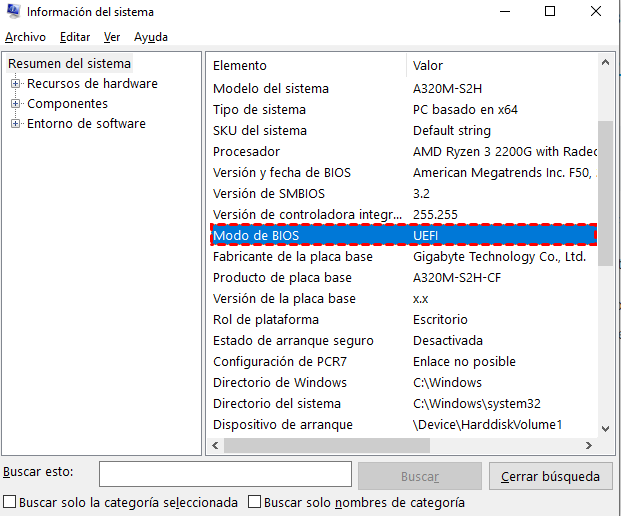 Información del sistema
Archivo Editar Ver Ayuda
Resumen del sistema
Recursos de hardware
Componentes
Entorno de software
Elemento Valor
Modelo del sistema A320M-S2H
Tipo de sistema PC basado en x64
SKU del sistema Default string
Procesador AMD Ryzen 3 2200G with Radeo
Versión y fecha de BIOS American Megatrends Inc. F50,
Versión de SMBIOS 3.2
Versión de controladora integr... 255.255
Modo de BIOS UEFI
Fabricante de la placa base Gigabyte Technology Co., Ltd.
Producto de placa base A320M-S2H-CF
Versión de la placa base x.x
Rol de plataforma Escritorio
Estado de arranque seguro Desactivada
Configuración de PCR7 Enlace no posible
Directorio de Windows C:\Windows
Directorio del sistema C:\Windows\system32
Dispositivo de arranque \Device\HarddiskVolume1
Buscar esto: Buscar Cerrar búsqueda
Buscar solo la categoría seleccionada Buscar solo nombres de categoría